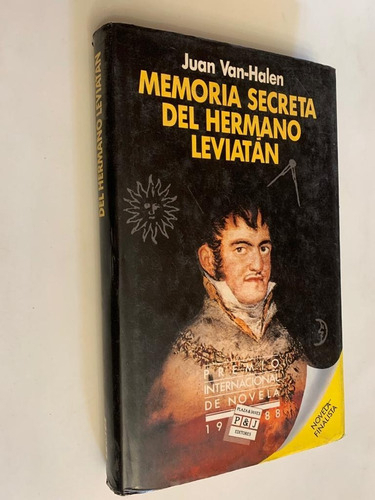 Juan Van-Halen
MEMORIA SECRETA
DEL HERMANO
LEVIATÁN
DEL HERMANO LEVIATÁN
PREMIO
INTERNACIONAL
DE NOVELA
1988
PLAZA & JANES
P&J
EDITORES
NOVELA
FINALISTA